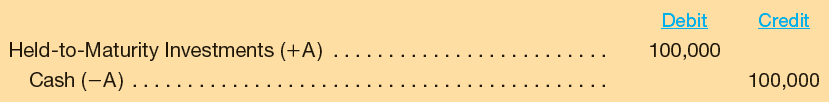 Debit Credit
Held-to-Maturity Investments (+A) . . . . . . . . . . . . . . . . . . . . . . . . . . 100,000
Cash (−A) . . . . . . . . . . . . . . . . . . . . . . . . . . . . . . . . . . . . . . . . . . . . 100,000